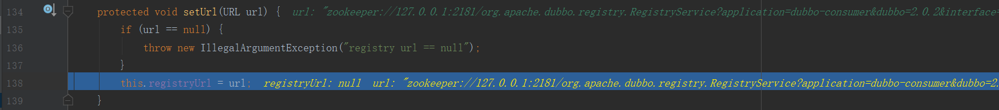 134 protected void setUrl(URL url) { url: "zookeeper://127.0.0.1:2181/org.apache.dubbo.registry.RegistryService?application=dubbo-consumer&dubbo=2.0.2&interface=
135 if (url == null) {
136 throw new IllegalArgumentException("registry url == null");
137 }
138 this.registryUrl = url; registryUrl: null url: "zookeeper://127.0.0.1:2181/org.apache.dubbo.registry.RegistryService?application=dubbo-consumer&dubbo=2.
139 }